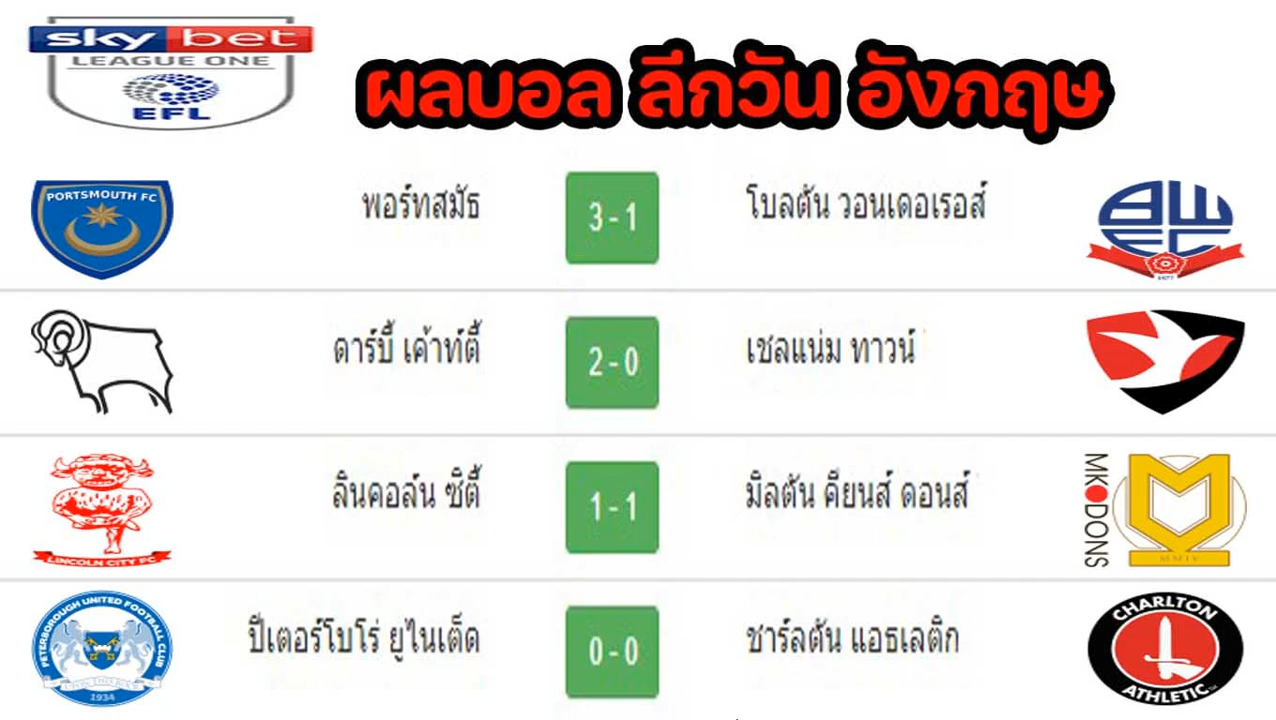 sky bet
LEAGUE ONE
EFL
ผลบอล ลีกวัน อังกฤษ
PORTSMOUTH FC
พอร์ทสมัธ
3 - 1
โบลตัน วอนเดอเรอส์
1877
ดาร์บี้ เค้าท์ตี้
2 - 0
เชลแน่ม ทาวน์
LINCOLN CITY FC
ลินคอล์น ซิตี้
1 - 1
มิลตัน คียนส์ ดอนส์
MK DONS
MMIV
PETERBOROUGH UNITED FOOTBALL CLUB
1934
ปีเตอร์โบโร่ ยูไนเต็ด
0 - 0
ชาร์ลตัน แอธเลติก
CHARLTON
ATHLETIC